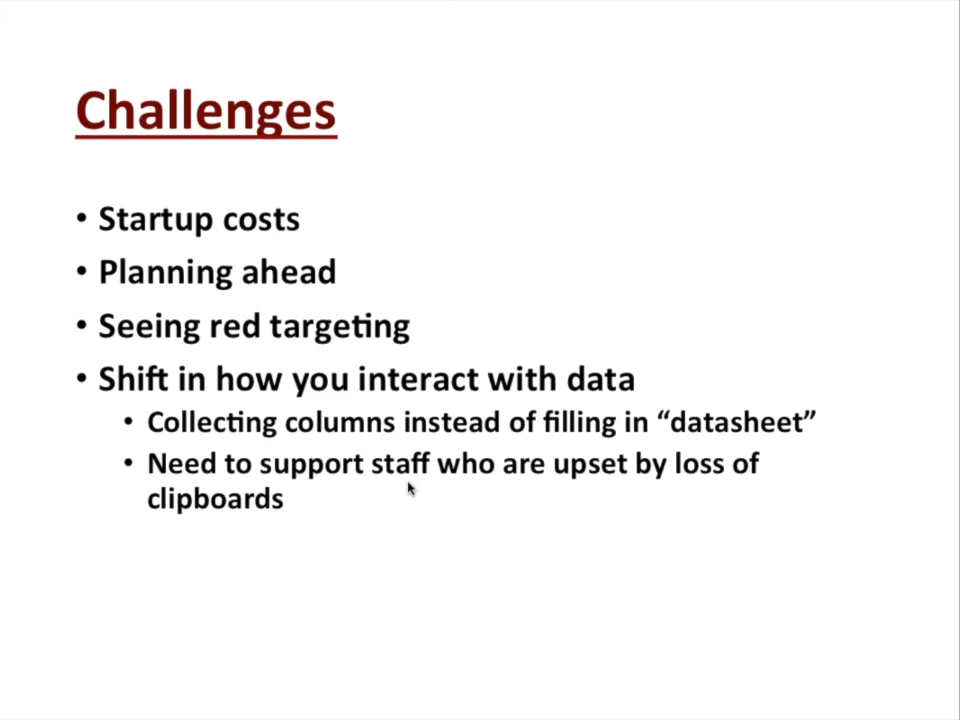 Challenges
• Startup costs
• Planning ahead
• Seeing red targeting
• Shift in how you interact with data
• Collecting columns instead of filling in “datasheet”
• Need to support staff who are upset by loss of
clipboards